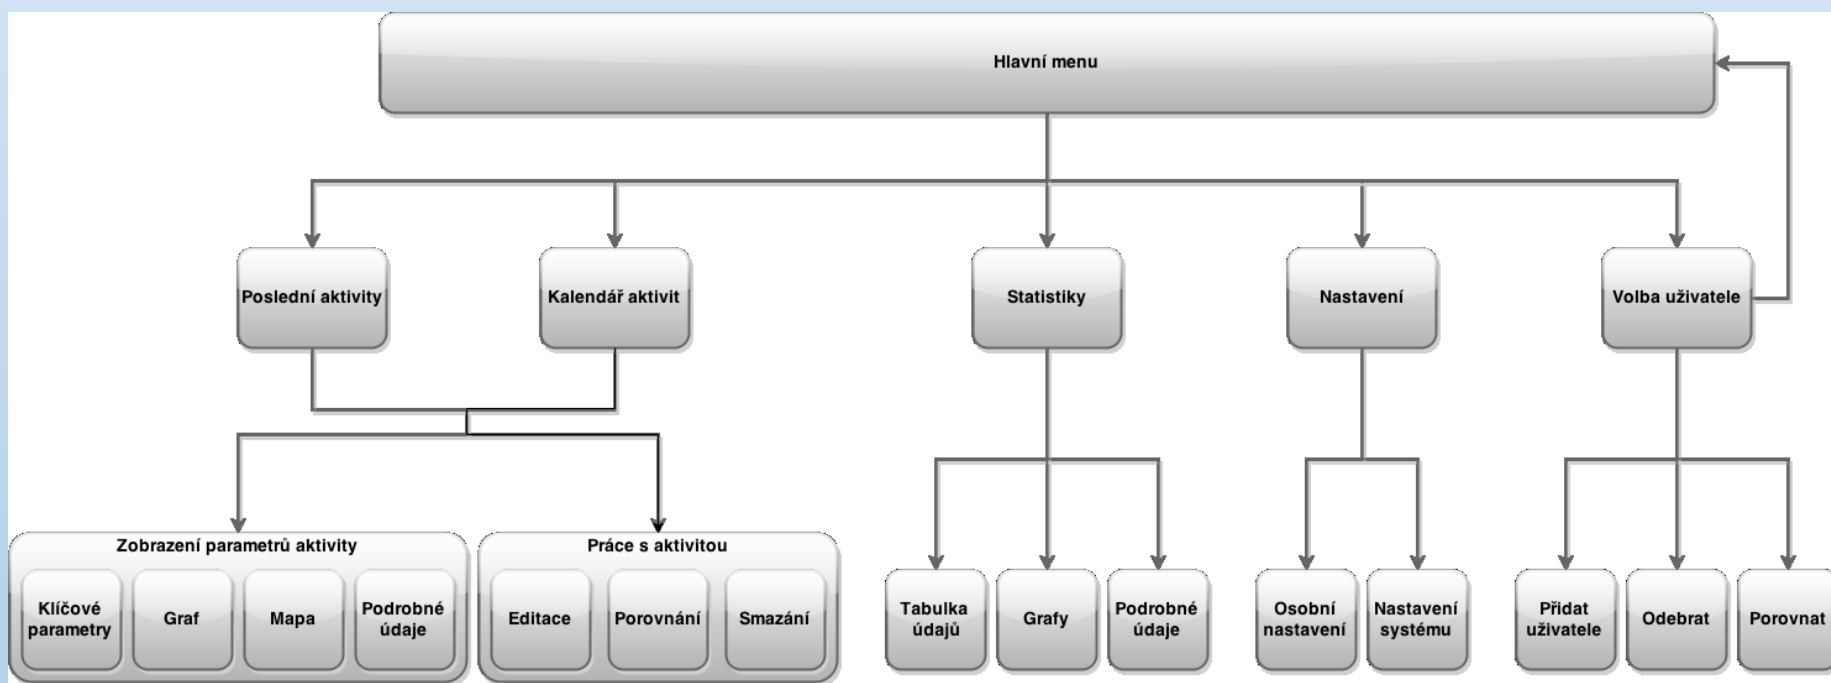 Hlavní menu
Poslední aktivity
Kalendář aktivit
Statistiky
Nastavení
Volba uživatele
Zobrazení parametrů aktivity
Klíčové
parametry
Graf
Mapa
Podrobné
údaje
Práce s aktivitou
Editace
Porovnání
Smazání
Tabulka
údajů
Grafy
Podrobné
údaje
Osobní
nastavení
Nastavení
systému
Přidat
uživatele
Odebrat
Porovnat